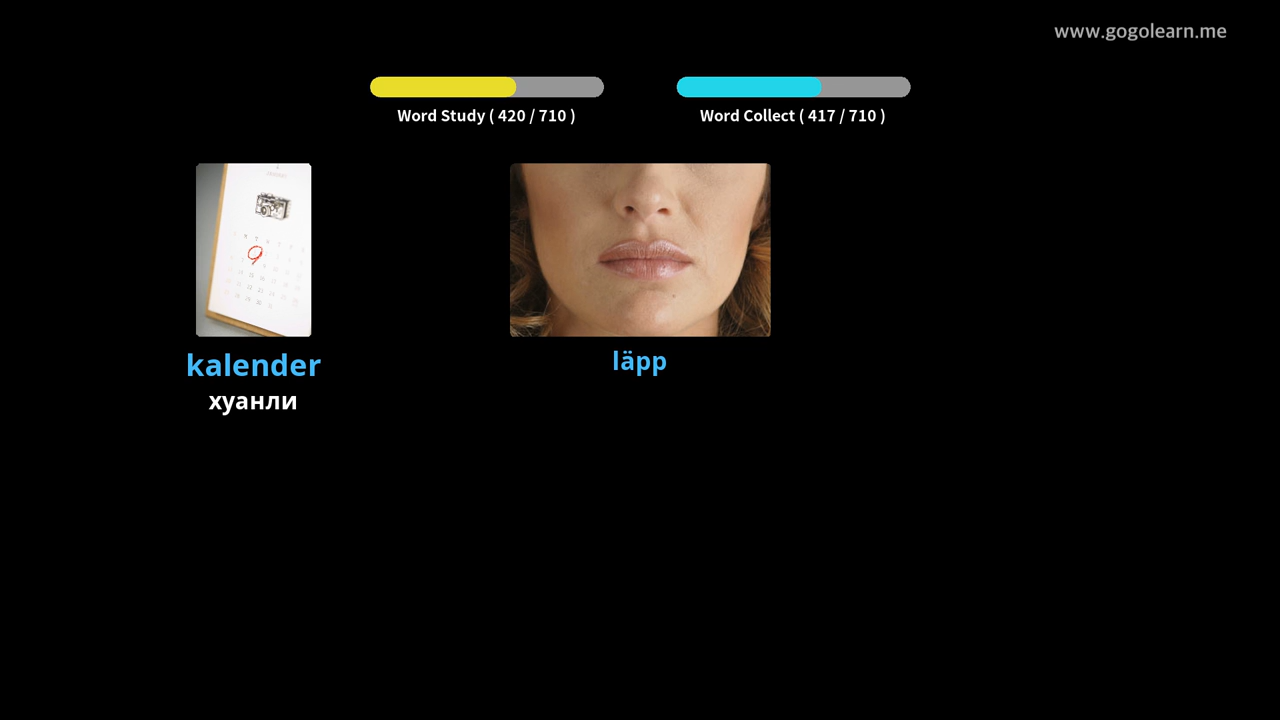 www.gogolearn.me
Word Study ( 420 / 710 )
Word Collect ( 417 / 710 )
kalender
хуанли
läpp